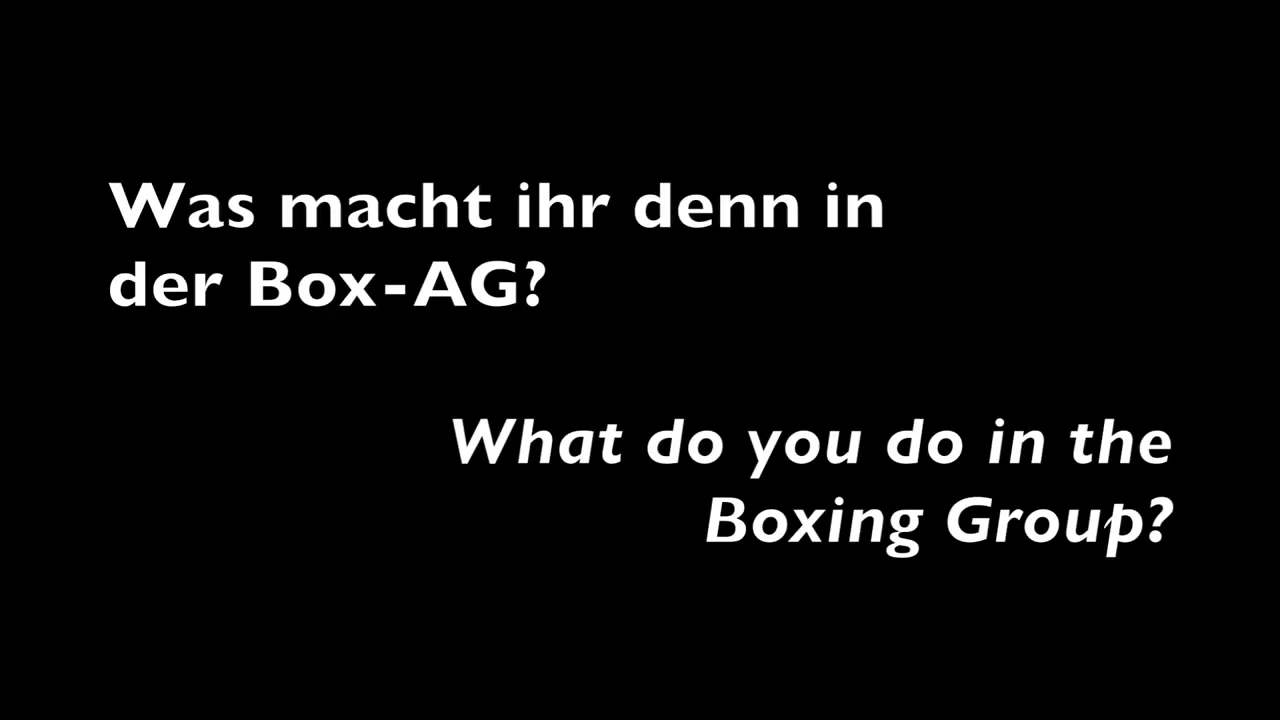 Was macht ihr denn in
der Box-AG?
What do you do in the
Boxing Group?